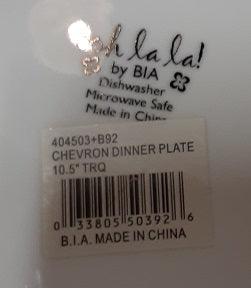 oh la la!
by BIA
Dishwasher
Microwave Safe
Made in China
404503+B92
CHEVRON DINNER PLATE
10.5" TRQ
0 33805 50392 6
B.I.A. MADE IN CHINA